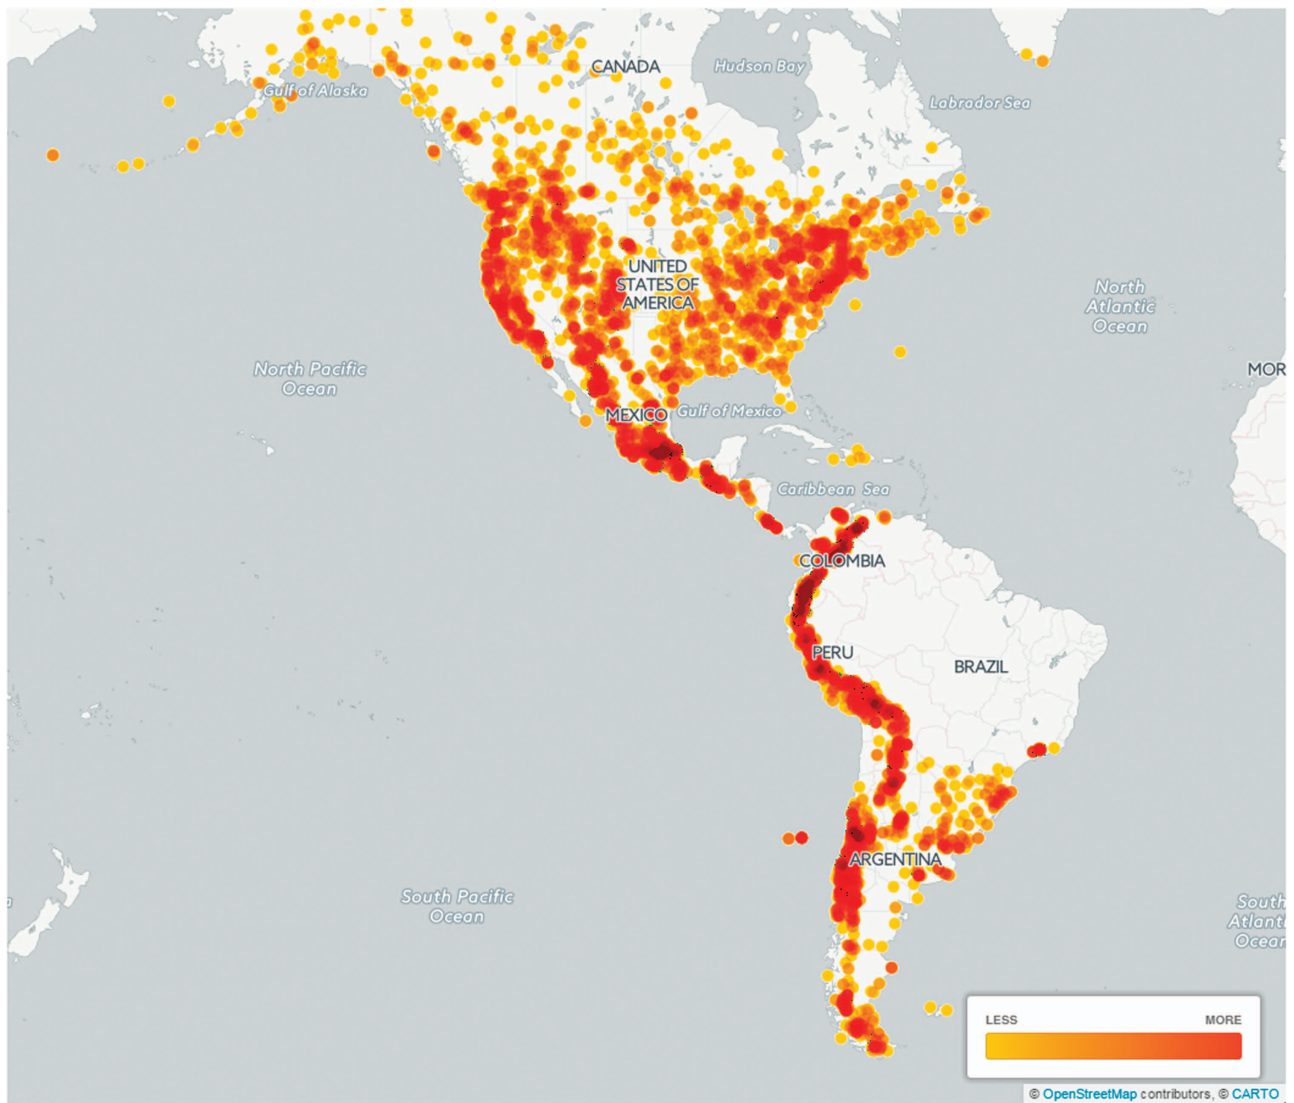 CANADA
Hudson Bay
Gulf of Alaska
Labrador Sea
UNITED
STATES OF
AMERICA
North
Atlantic
Ocean
North Pacific
Ocean
MOR
MEXICO
Gulf of Mexico
Caribbean Sea
COLOMBIA
PERU
BRAZIL
ARGENTINA
South Pacific
Ocean
a
South
Atlanti
Ocean
LESS
MORE
© OpenStreetMap contributors, © CARTO